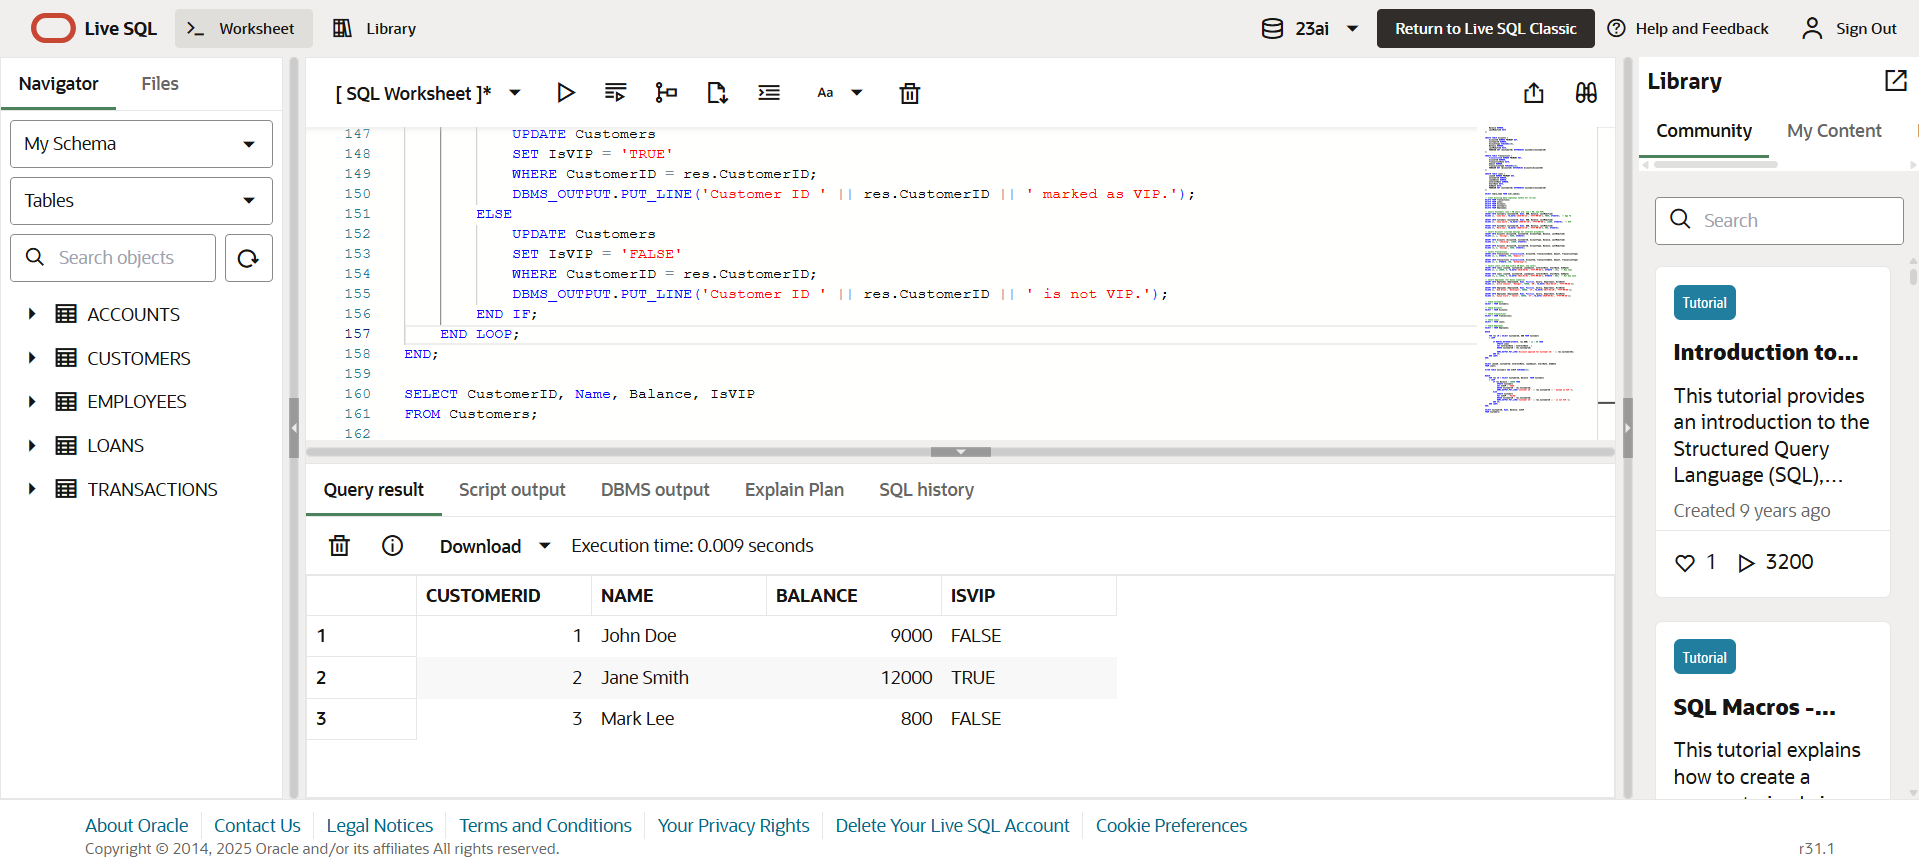 Live SQL
Worksheet
Library
23ai
Return to Live SQL Classic
Help and Feedback
Sign Out
Navigator
Files
My Schema
Tables
Search objects
ACCOUNTS
CUSTOMERS
EMPLOYEES
LOANS
TRANSACTIONS
[ SQL Worksheet ]*
Aa
147 UPDATE Customers
148 SET IsVIP = 'TRUE'
149 WHERE CustomerID = res.CustomerID;
150 DBMS_OUTPUT.PUT_LINE('Customer ID ' || res.CustomerID || ' marked as VIP.');
151 ELSE
152 UPDATE Customers
153 SET IsVIP = 'FALSE'
154 WHERE CustomerID = res.CustomerID;
155 DBMS_OUTPUT.PUT_LINE('Customer ID ' || res.CustomerID || ' is not VIP.');
156 END IF;
157 END LOOP;
158 END;
159
160 SELECT CustomerID, Name, Balance, IsVIP
161 FROM Customers;
162
Query result
Script output
DBMS output
Explain Plan
SQL history
Download
Execution time: 0.009 seconds
CUSTOMERID NAME BALANCE ISVIP
1 1 John Doe 9000 FALSE
2 2 Jane Smith 12000 TRUE
3 3 Mark Lee 800 FALSE
Library
Community
My Content
Search
Tutorial
Introduction to...
This tutorial provides
an introduction to the
Structured Query
Language (SQL),...
Created 9 years ago
1 3200
Tutorial
SQL Macros -...
This tutorial explains
how to create a
About Oracle
Contact Us
Legal Notices
Terms and Conditions
Your Privacy Rights
Delete Your Live SQL Account
Cookie Preferences
Copyright © 2014, 2025 Oracle and/or its affiliates All rights reserved.
r31.1